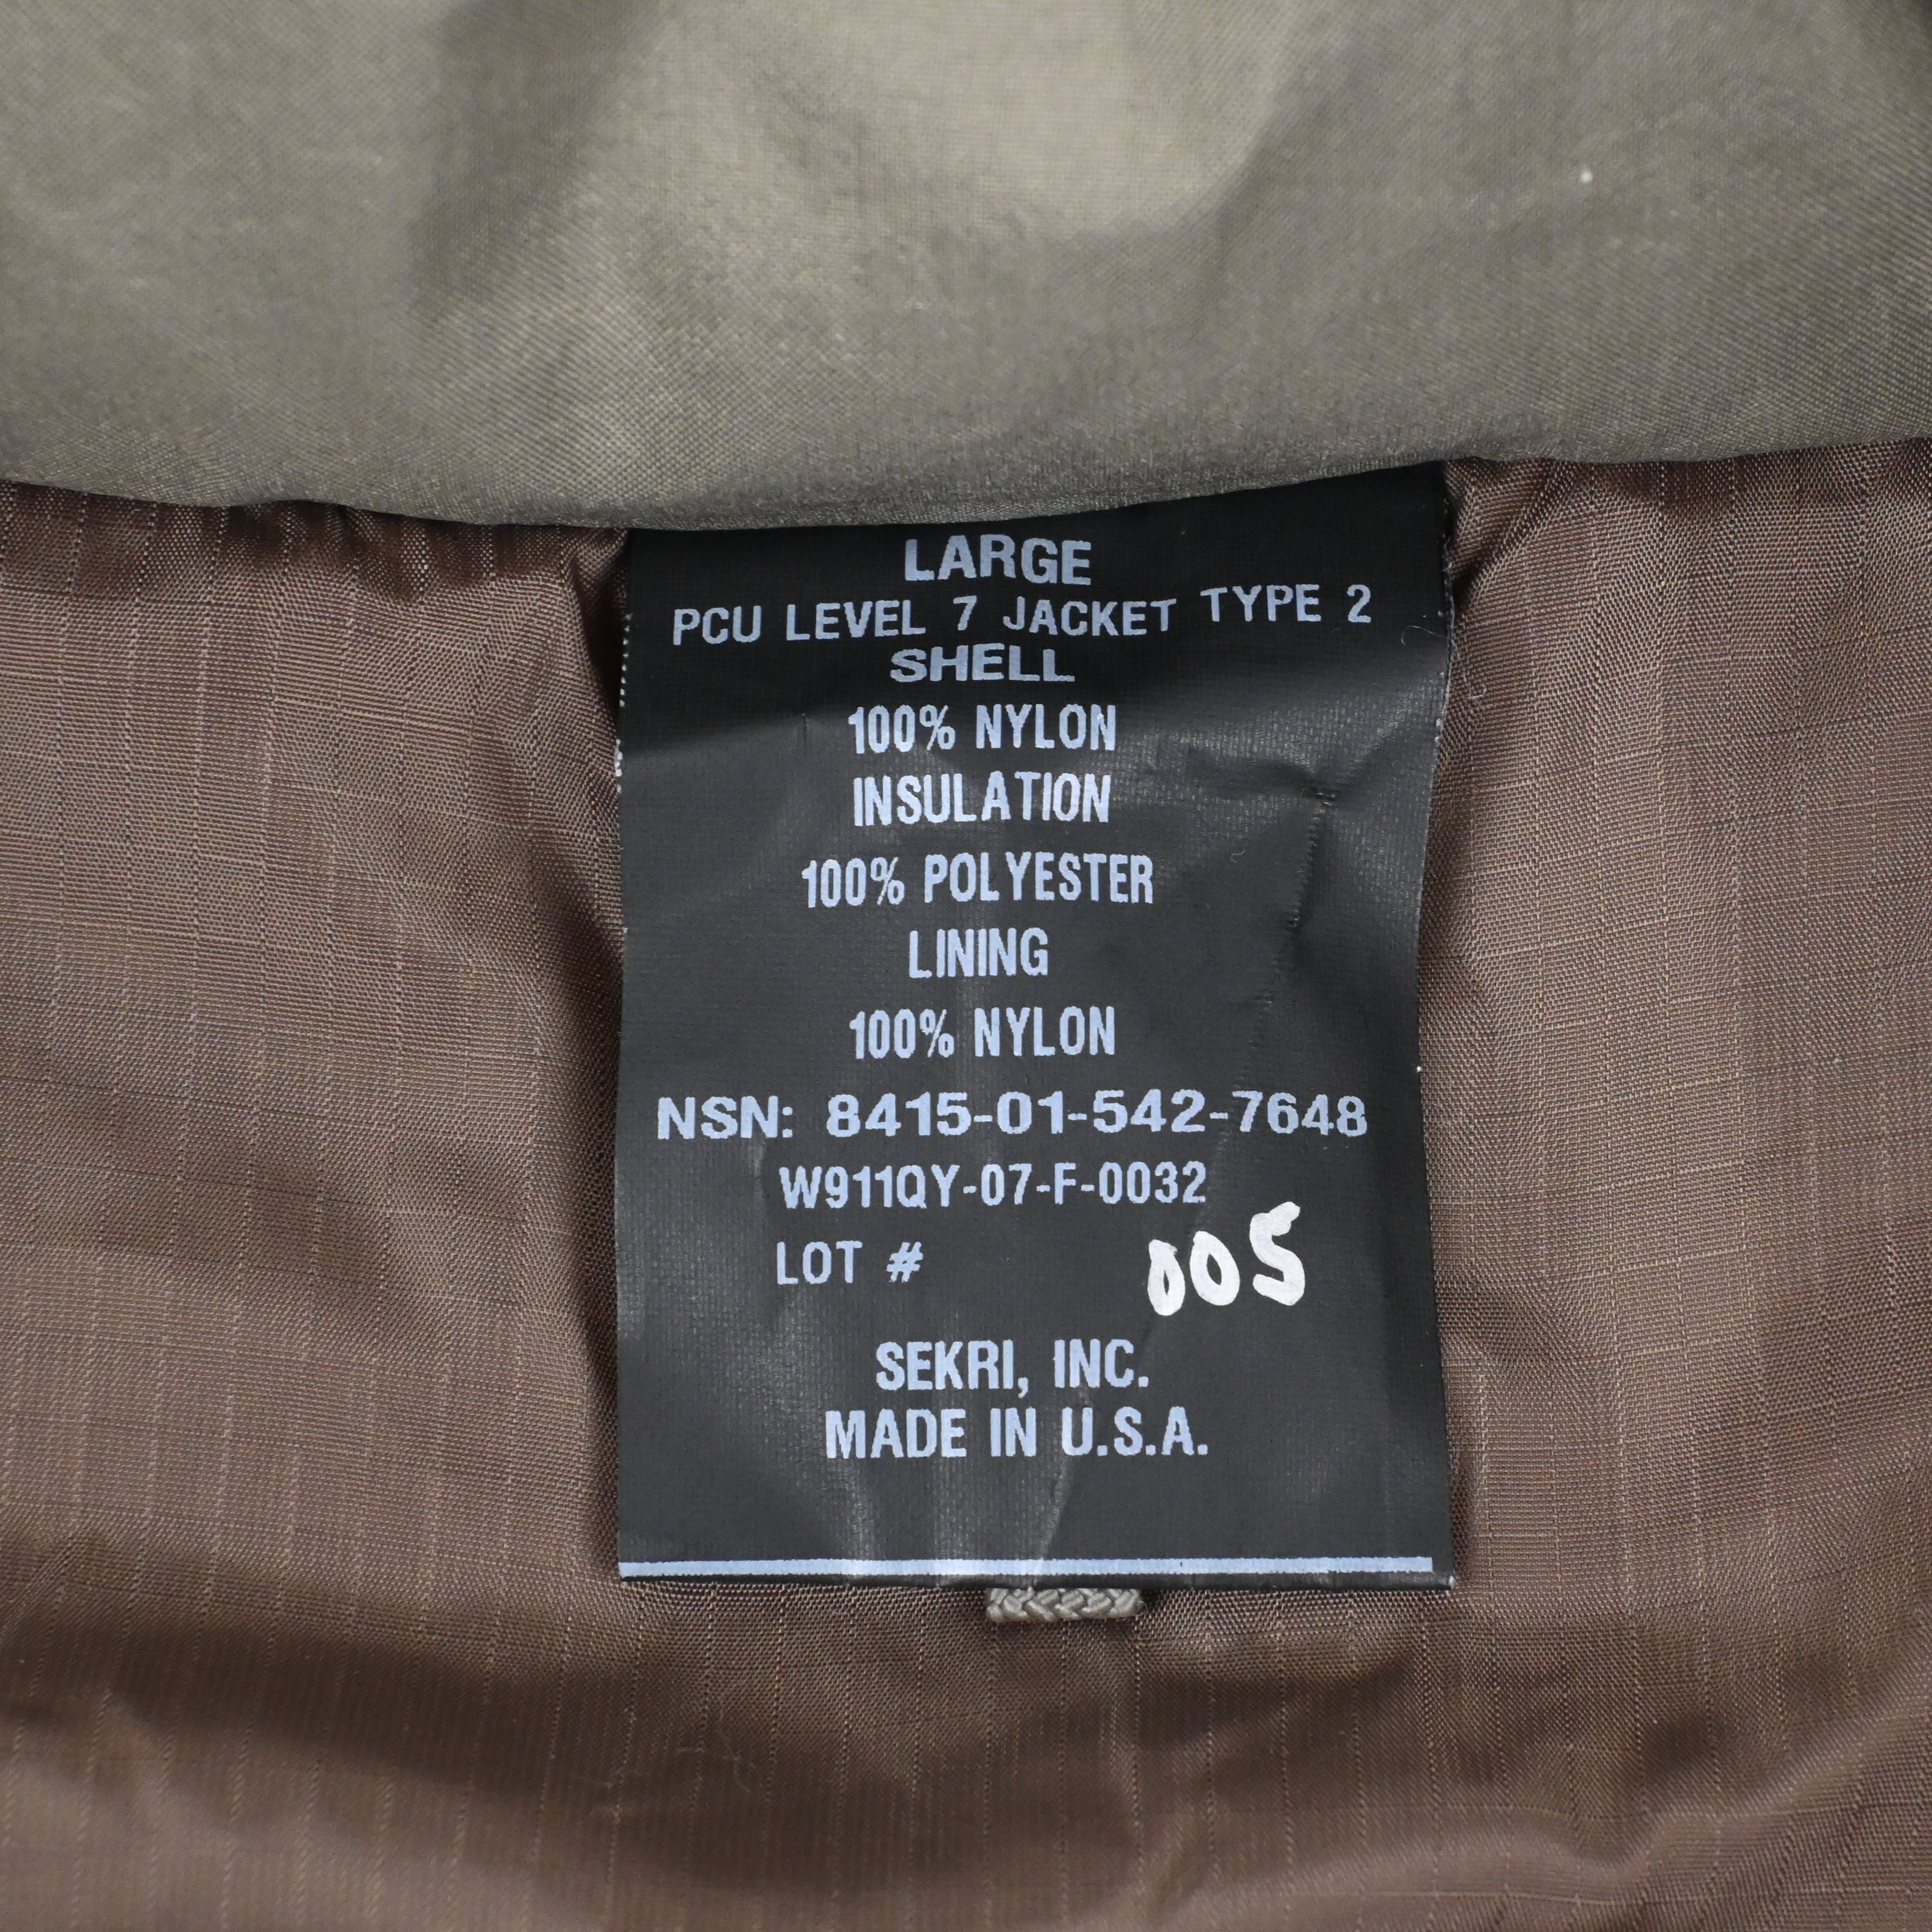 LARGE
PCU LEVEL 7 JACKET TYPE 2
SHELL
100% NYLON
INSULATION
100% POLYESTER
LINING
100% NYLON
NSN: 8415-01-542-7648
W911QY-07-F-0032
LOT # 005
SEKRI, INC.
MADE IN U.S.A.